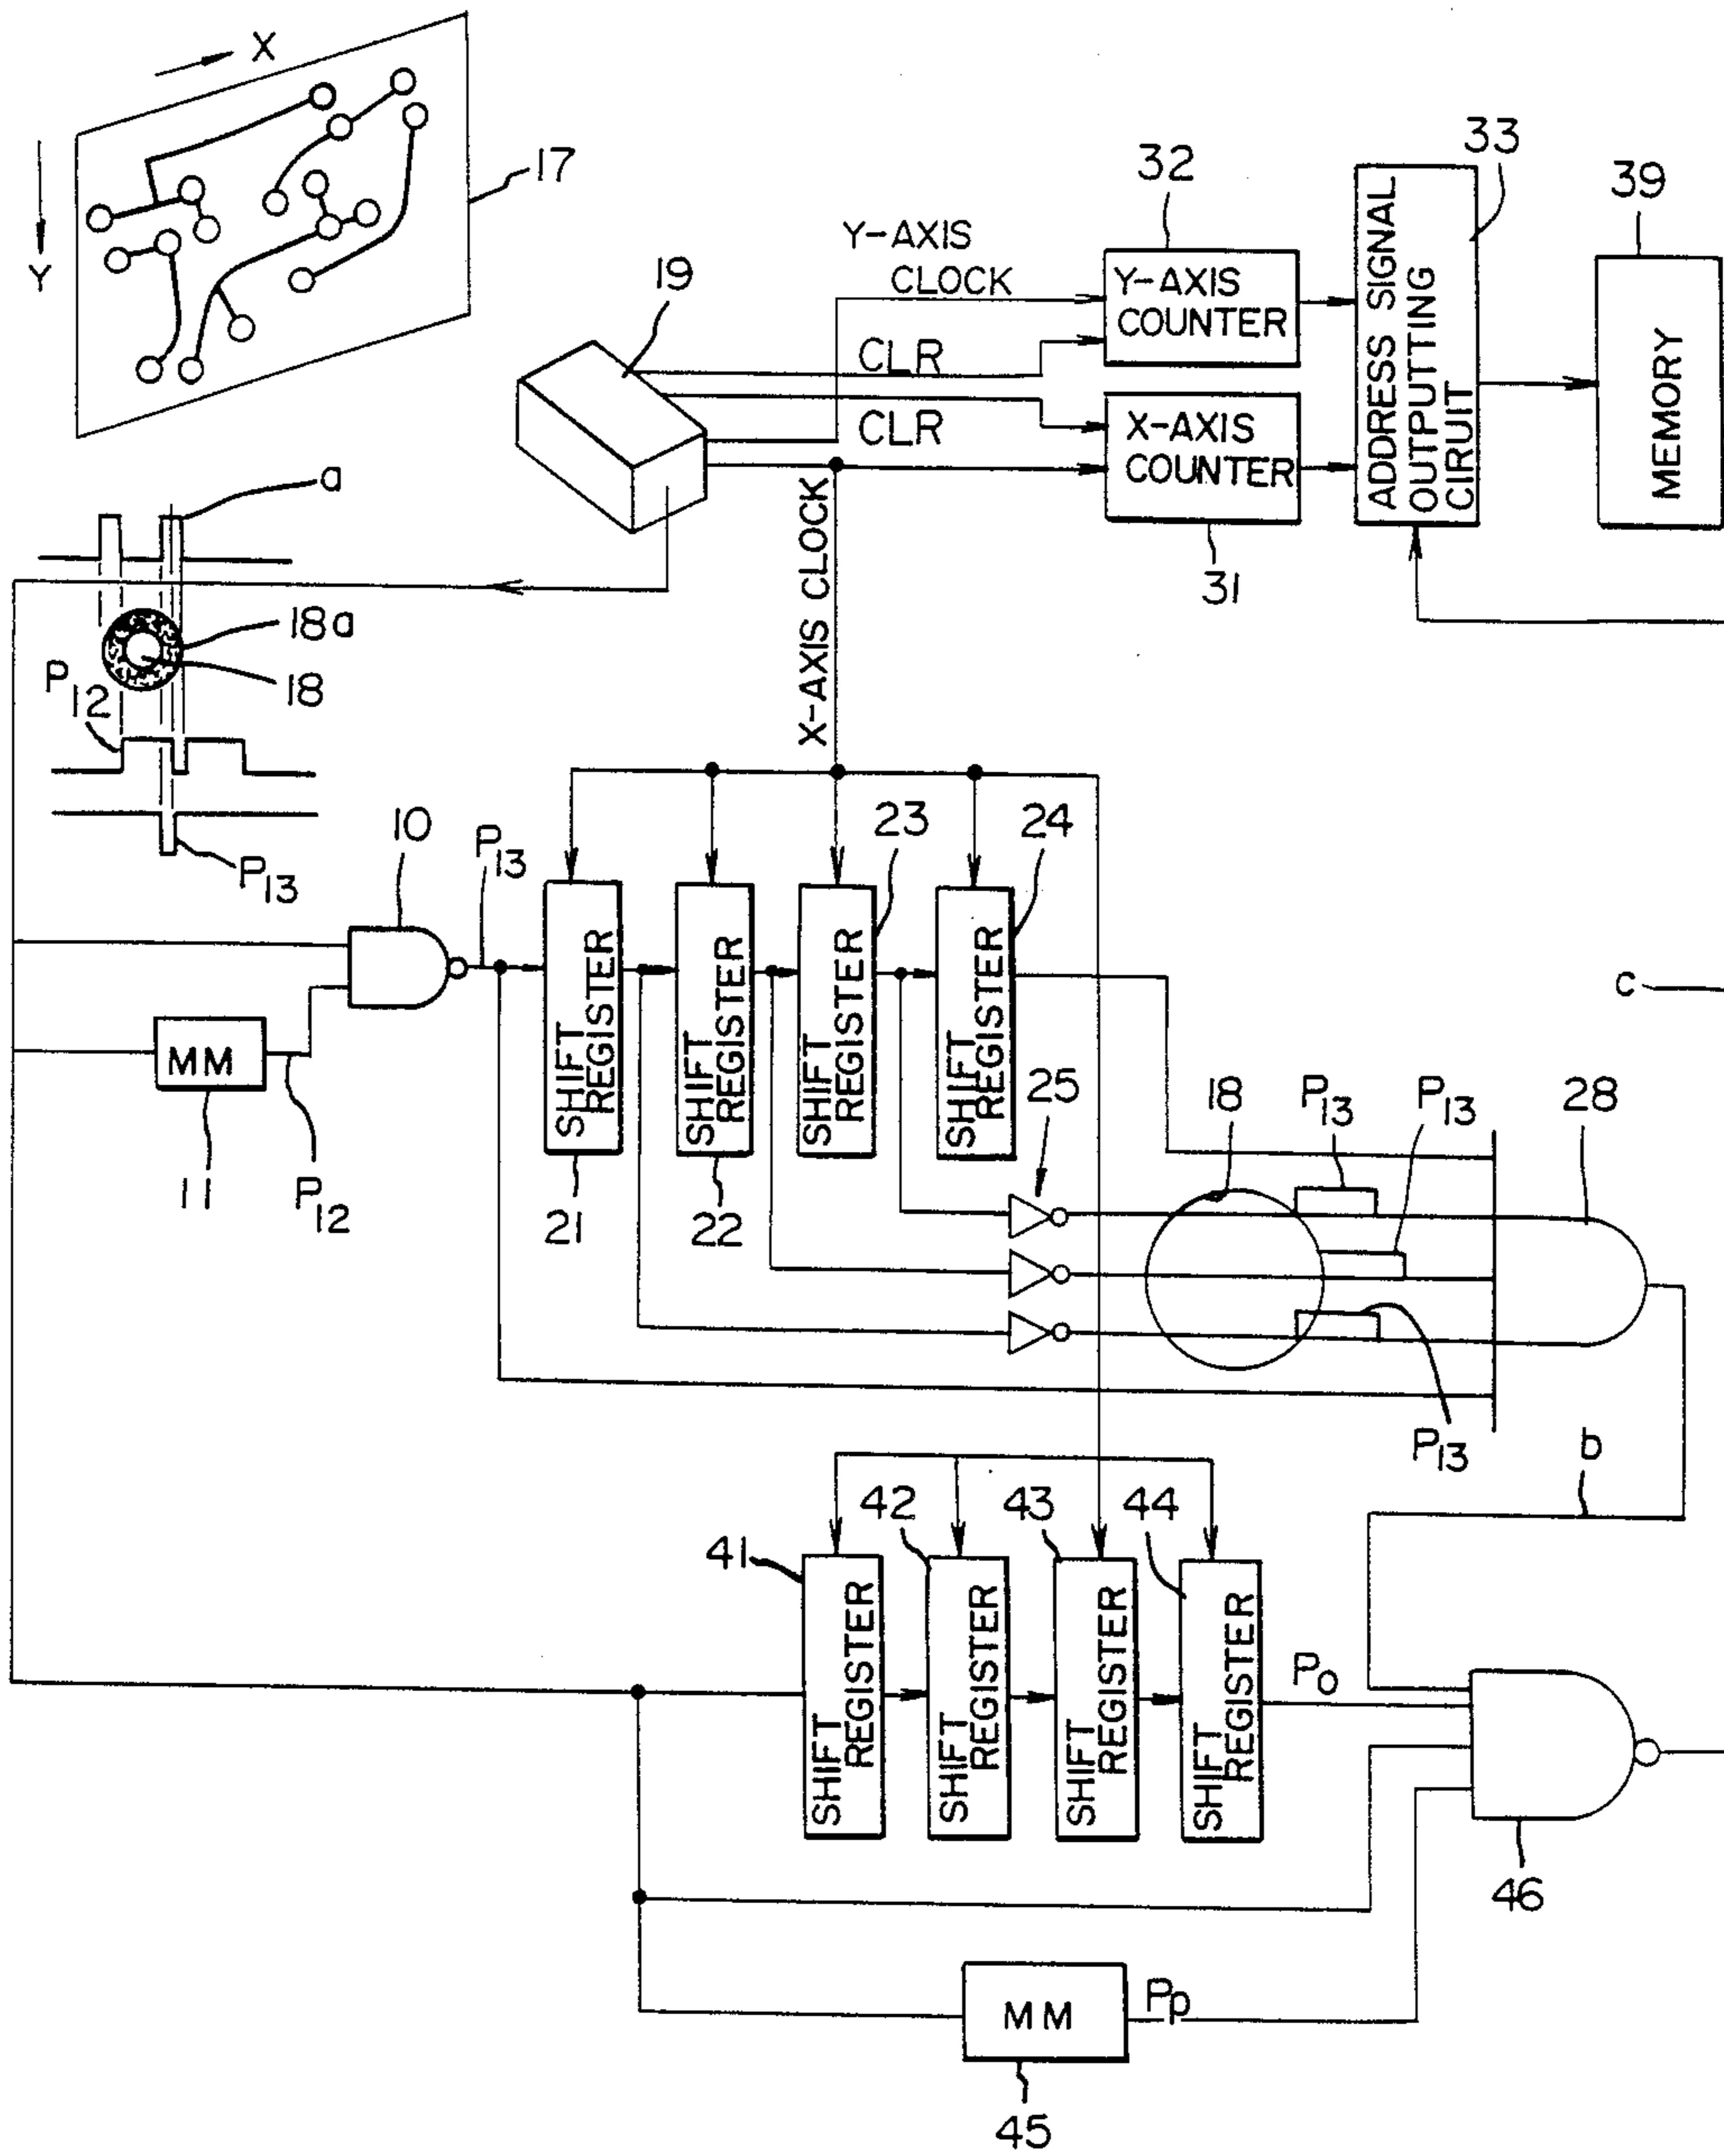 X
Y
17
32
33
39
Y-AXIS
CLOCK
19
Y-AXIS
COUNTER
ADDRESS SIGNAL
OUTPUTTING
CIRCUIT
MEMORY
CLR
CLR
X-AXIS
COUNTER
31
X-AXIS CLOCK
a
18a
18
P12
P13
10
P13
23
24
SHIFT
REGISTER
SHIFT
REGISTER
SHIFT
REGISTER
SHIFT
REGISTER
c
MM
11
P12
21
22
25
18
P13
P13
28
P13
b
41
42
43
44
SHIFT
REGISTER
SHIFT
REGISTER
SHIFT
REGISTER
SHIFT
REGISTER
PO
46
MM
Pp
45